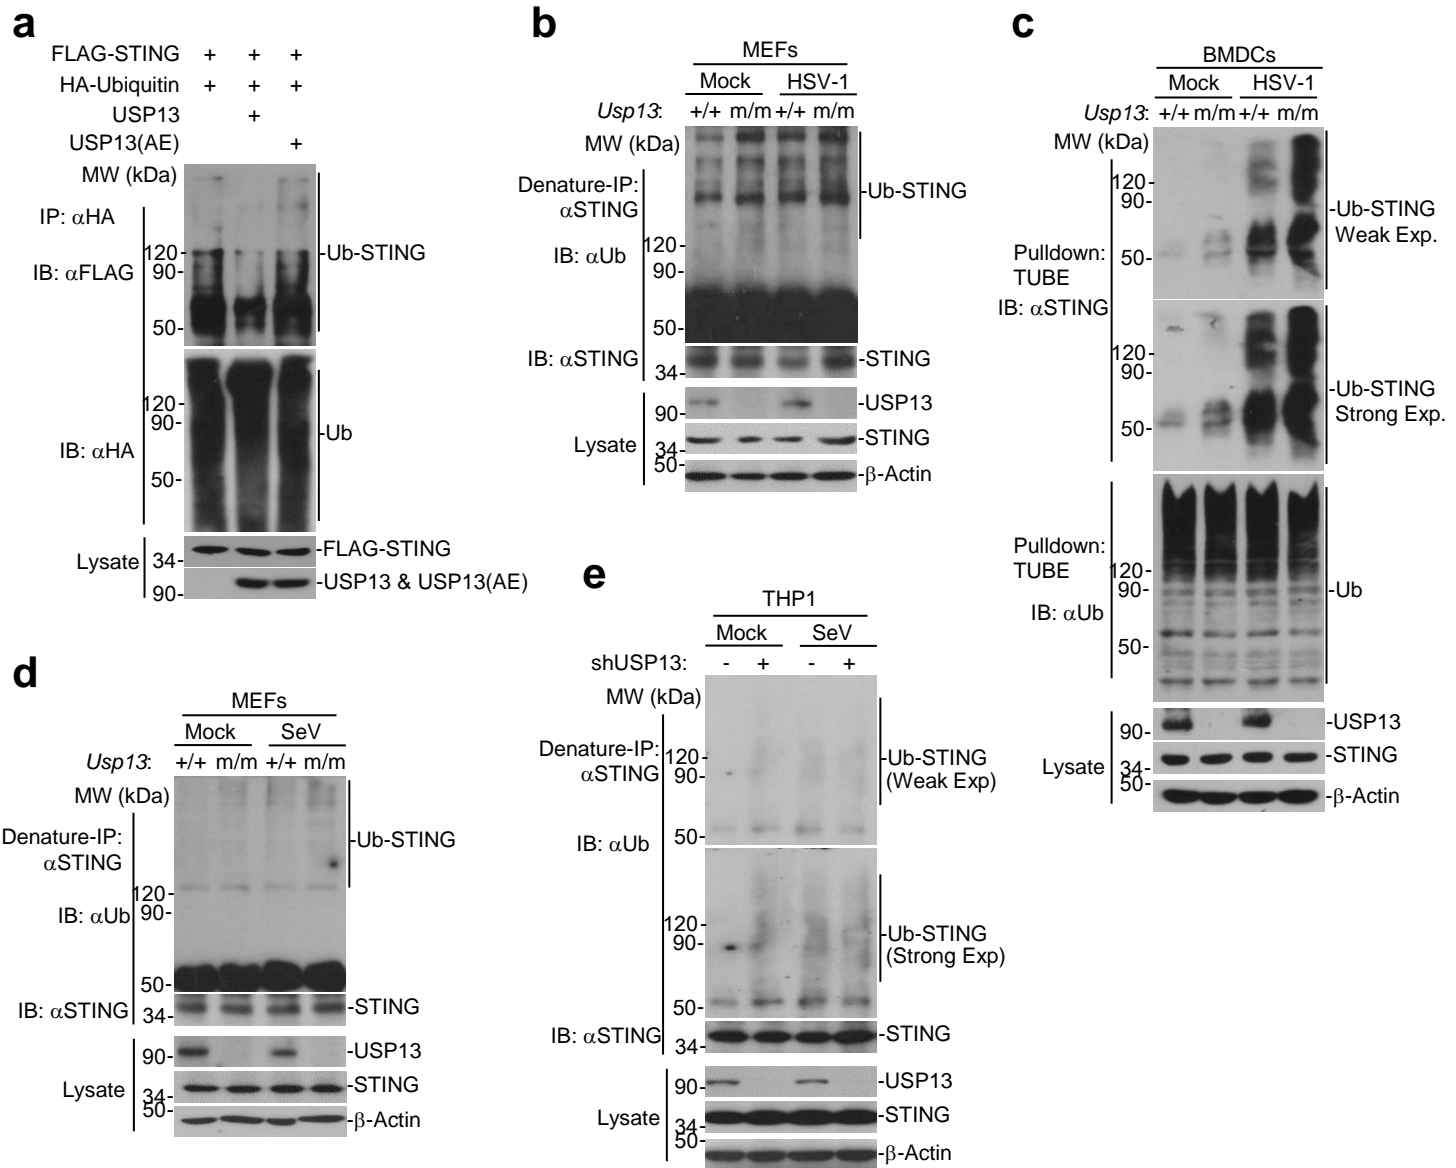 a
FLAG-STING + + +
HA-Ubiquitin + + +
USP13 +
USP13(AE) +
MW (kDa)
IP: αHA
120-
-Ub-STING
IB: αFLAG
90-
50-
120-
90-
-Ub
IB: αHA
50-
Lysate
-FLAG-STING
34-
-USP13 & USP13(AE)
90-
b
MEFs
Mock HSV-1
Usp13: +/+ m/m +/+ m/m
MW (kDa)
Denature-IP:
αSTING
-Ub-STING
IB: αUb
120-
90-
50-
IB: αSTING
-STING
34-
-USP13
90-
Lysate
-STING
34-
50-
-β-Actin
c
BMDCs
Mock HSV-1
Usp13: +/+ m/m +/+ m/m
MW (kDa)
120-
90-
-Ub-STING
Weak Exp.
Pulldown:
TUBE
50-
IB: αSTING
120-
90-
-Ub-STING
Strong Exp.
50-
Pulldown:
TUBE
120-
90-
-Ub
IB: αUb
50-
-USP13
90-
Lysate
-STING
34-
50-
-β-Actin
d
MEFs
Mock SeV
Usp13: +/+ m/m +/+ m/m
MW (kDa)
Denature-IP:
αSTING
-Ub-STING
120-
IB: αUb
90-
50-
IB: αSTING
-STING
34-
-USP13
90-
Lysate
-STING
34-
50-
-β-Actin
e
THP1
Mock SeV
shUSP13: - + - +
MW (kDa)
Denature-IP:
αSTING
120-
90-
-Ub-STING
(Weak Exp)
IB: αUb
50-
120-
90-
-Ub-STING
(Strong Exp)
50-
IB: αSTING
-STING
34-
-USP13
90-
Lysate
-STING
34-
50-
-β-Actin